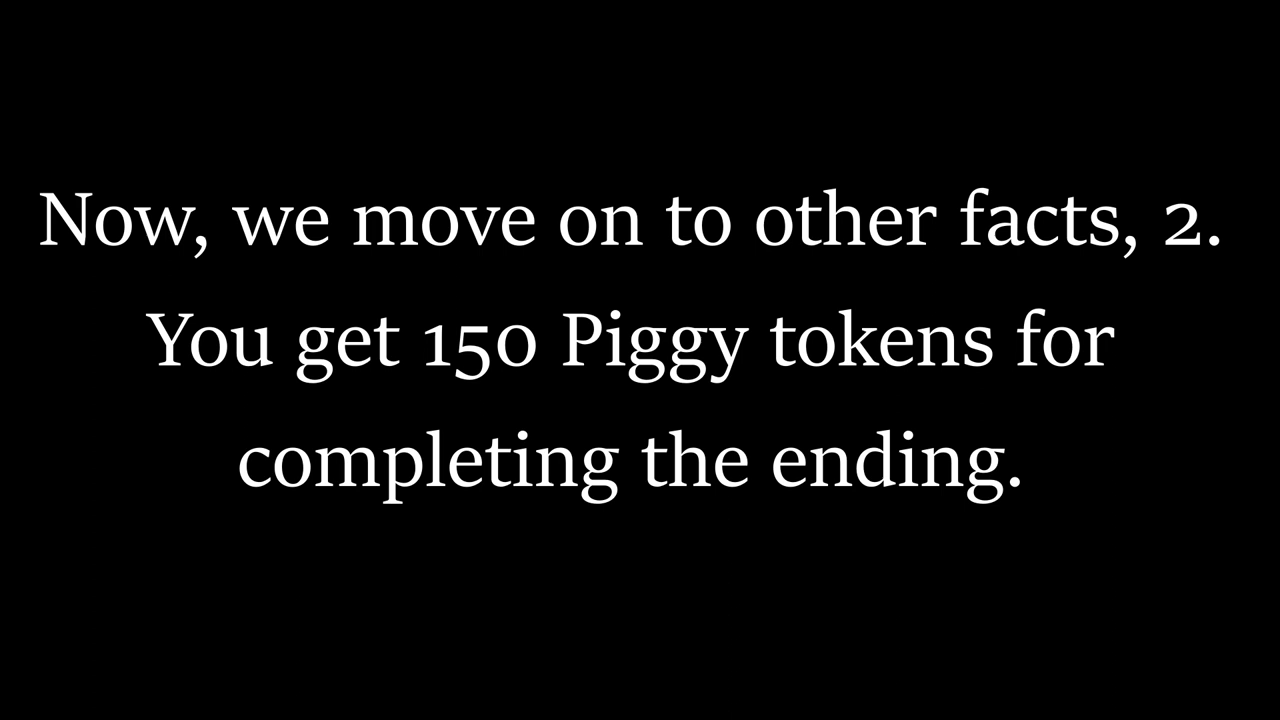 Now, we move on to other facts, 2.
You get 150 Piggy tokens for
completing the ending.